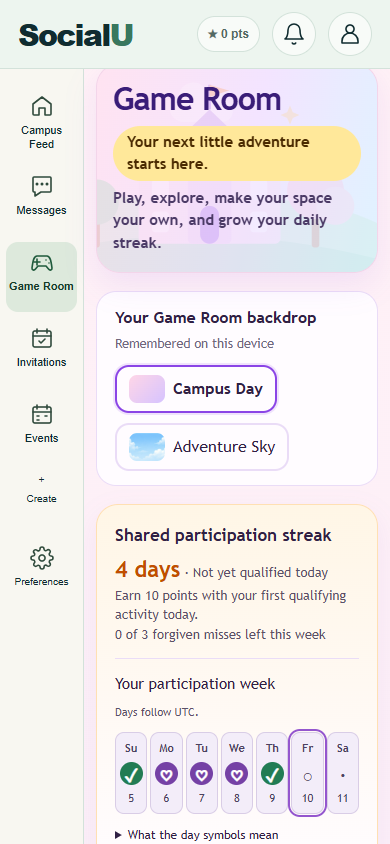 SocialU
★ 0 pts
Campus
Feed
Messages
Game Room
Invitations
Events
+
Create
Preferences
Game Room
Your next little adventure
starts here.
Play, explore, make your space
your own, and grow your daily
streak.
Your Game Room backdrop
Remembered on this device
Campus Day
Adventure Sky
Shared participation streak
4 days · Not yet qualified today
Earn 10 points with your first qualifying
activity today.
0 of 3 forgiven misses left this week
Your participation week
Days follow UTC.
Su Mo Tu We Th Fr Sa
5 6 7 8 9 10 11
▶ What the day symbols mean